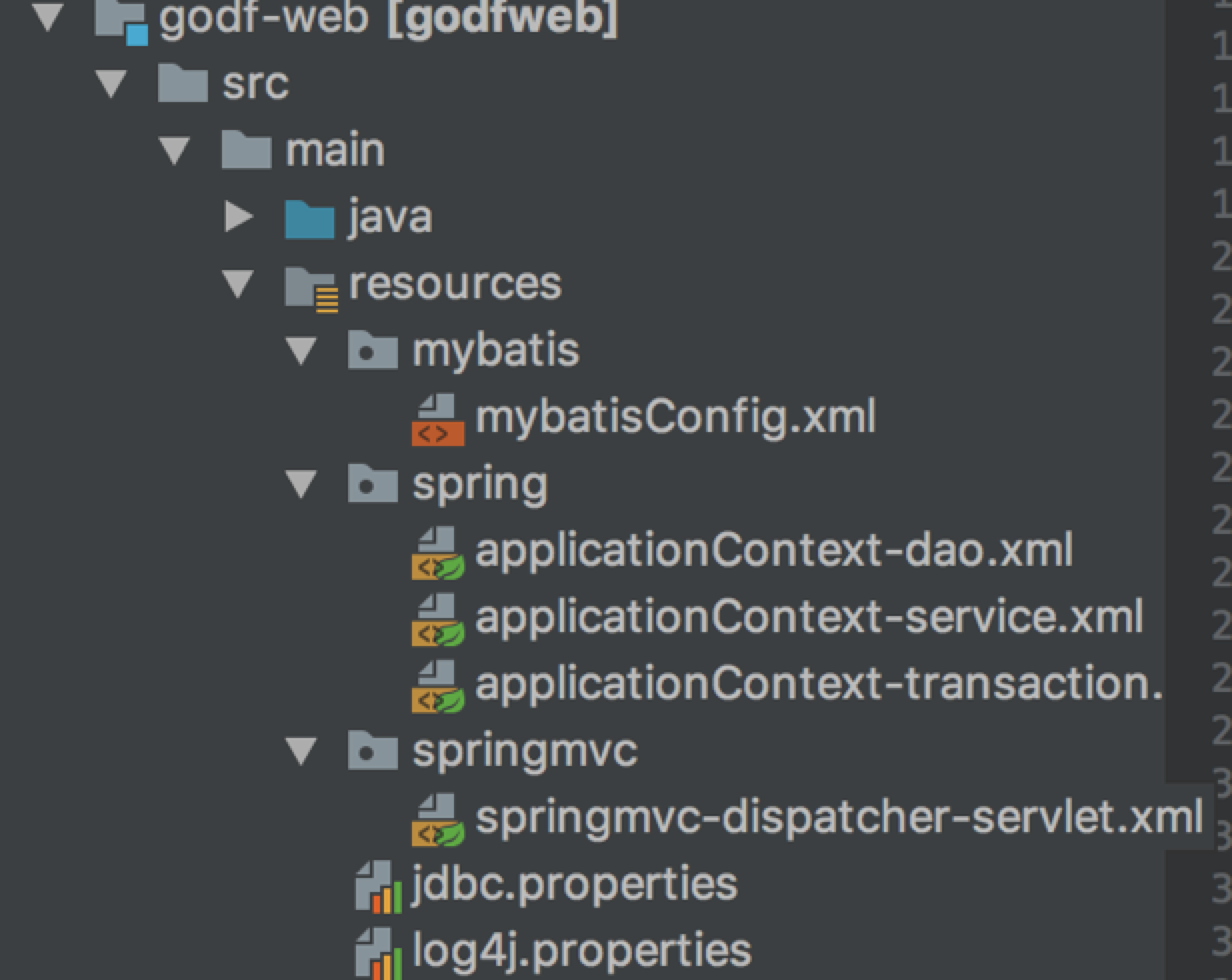 godf-web [godfweb]
src
main
java
resources
mybatis
mybatisConfig.xml
spring
applicationContext-dao.xml
applicationContext-service.xml
applicationContext-transaction.
springmvc
springmvc-dispatcher-servlet.xml
jdbc.properties
log4j.properties